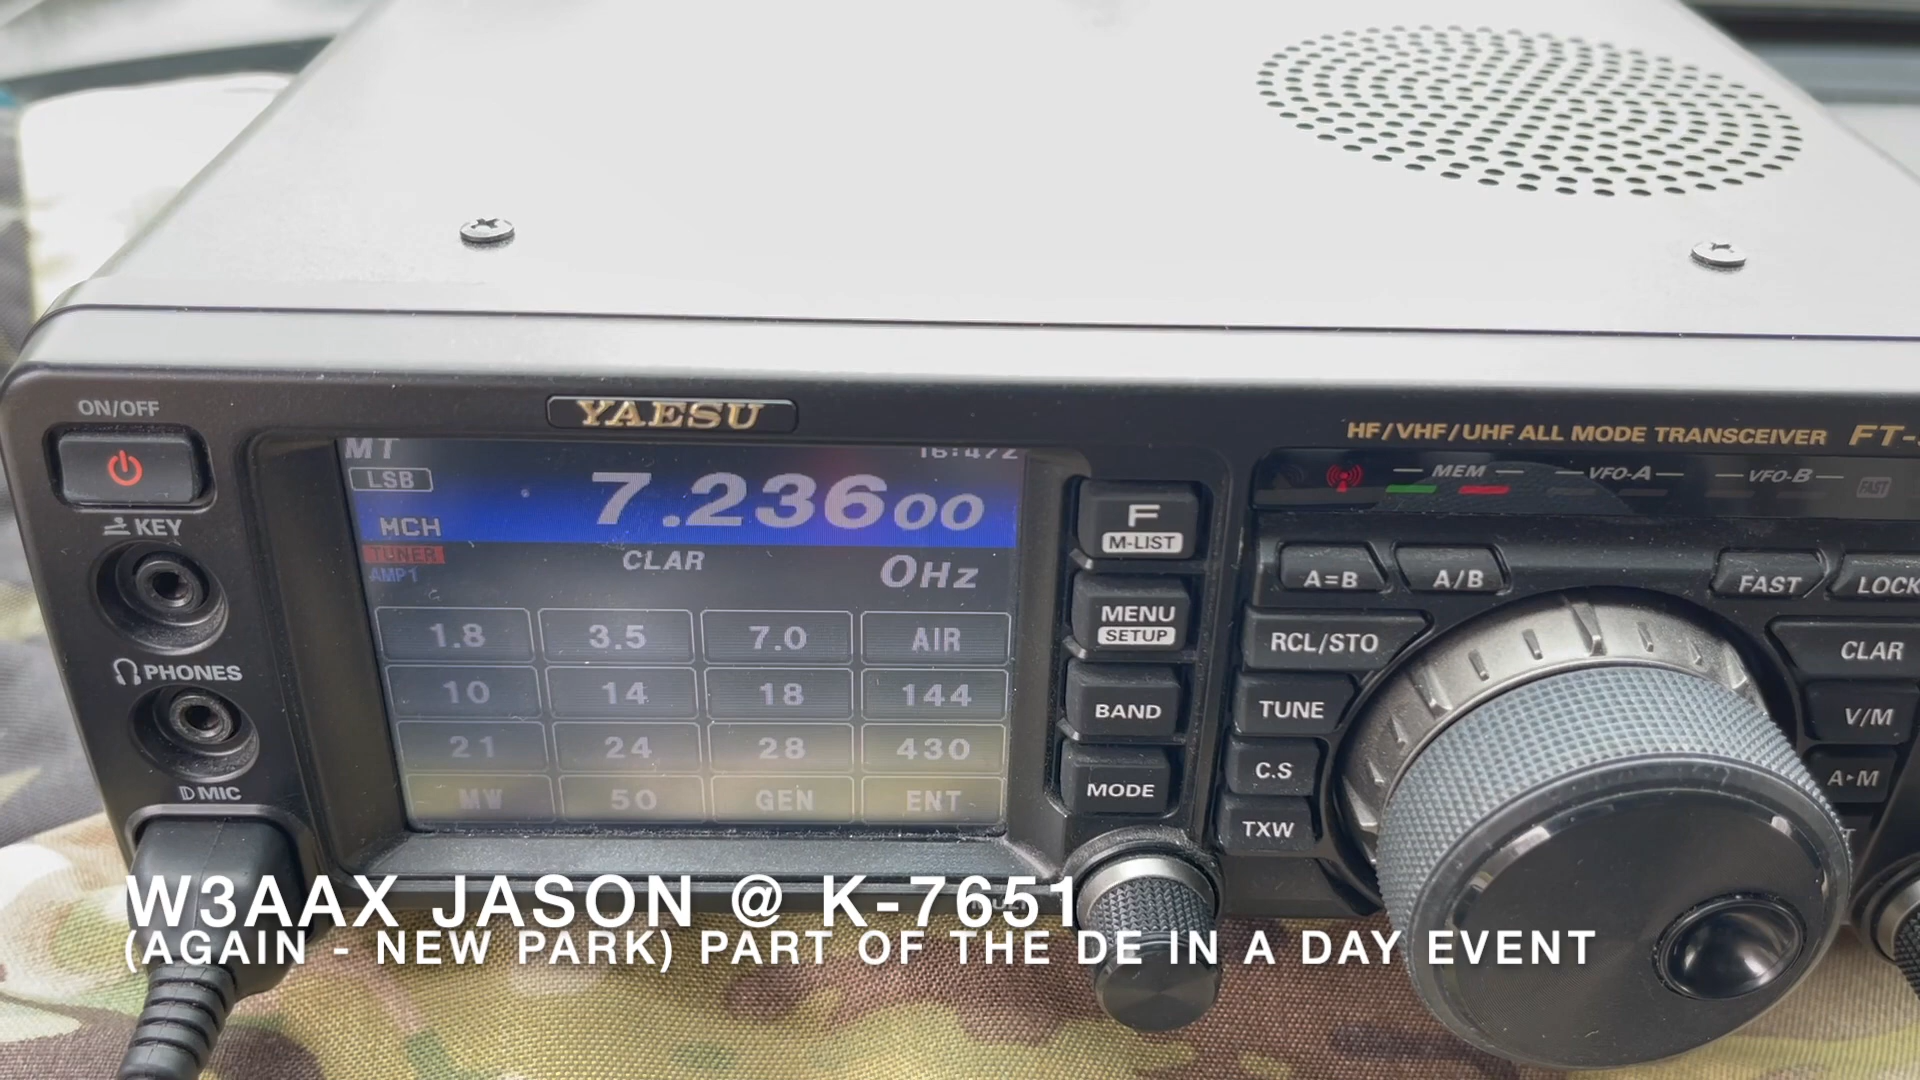 ON/OFF
YAESU
HF/VHF/UHF ALL MODE TRANSCEIVER FT-
MT
LSB
7.23600
MCH
TUNER
AMP1
CLAR
0Hz
1.8 3.5 7.0 AIR
10 14 18 144
21 24 28 430
MW 50 GEN ENT
KEY
PHONES
MIC
F
M-LIST
MENU
SETUP
BAND
MODE
MEM VFO-A VFO-B FAST
A=B A/B FAST LOCK
RCL/STO CLAR
TUNE V/M
C.S A▸M
TXW
W3AAX JASON @ K-7651
(AGAIN - NEW PARK) PART OF THE DE IN A DAY EVENT